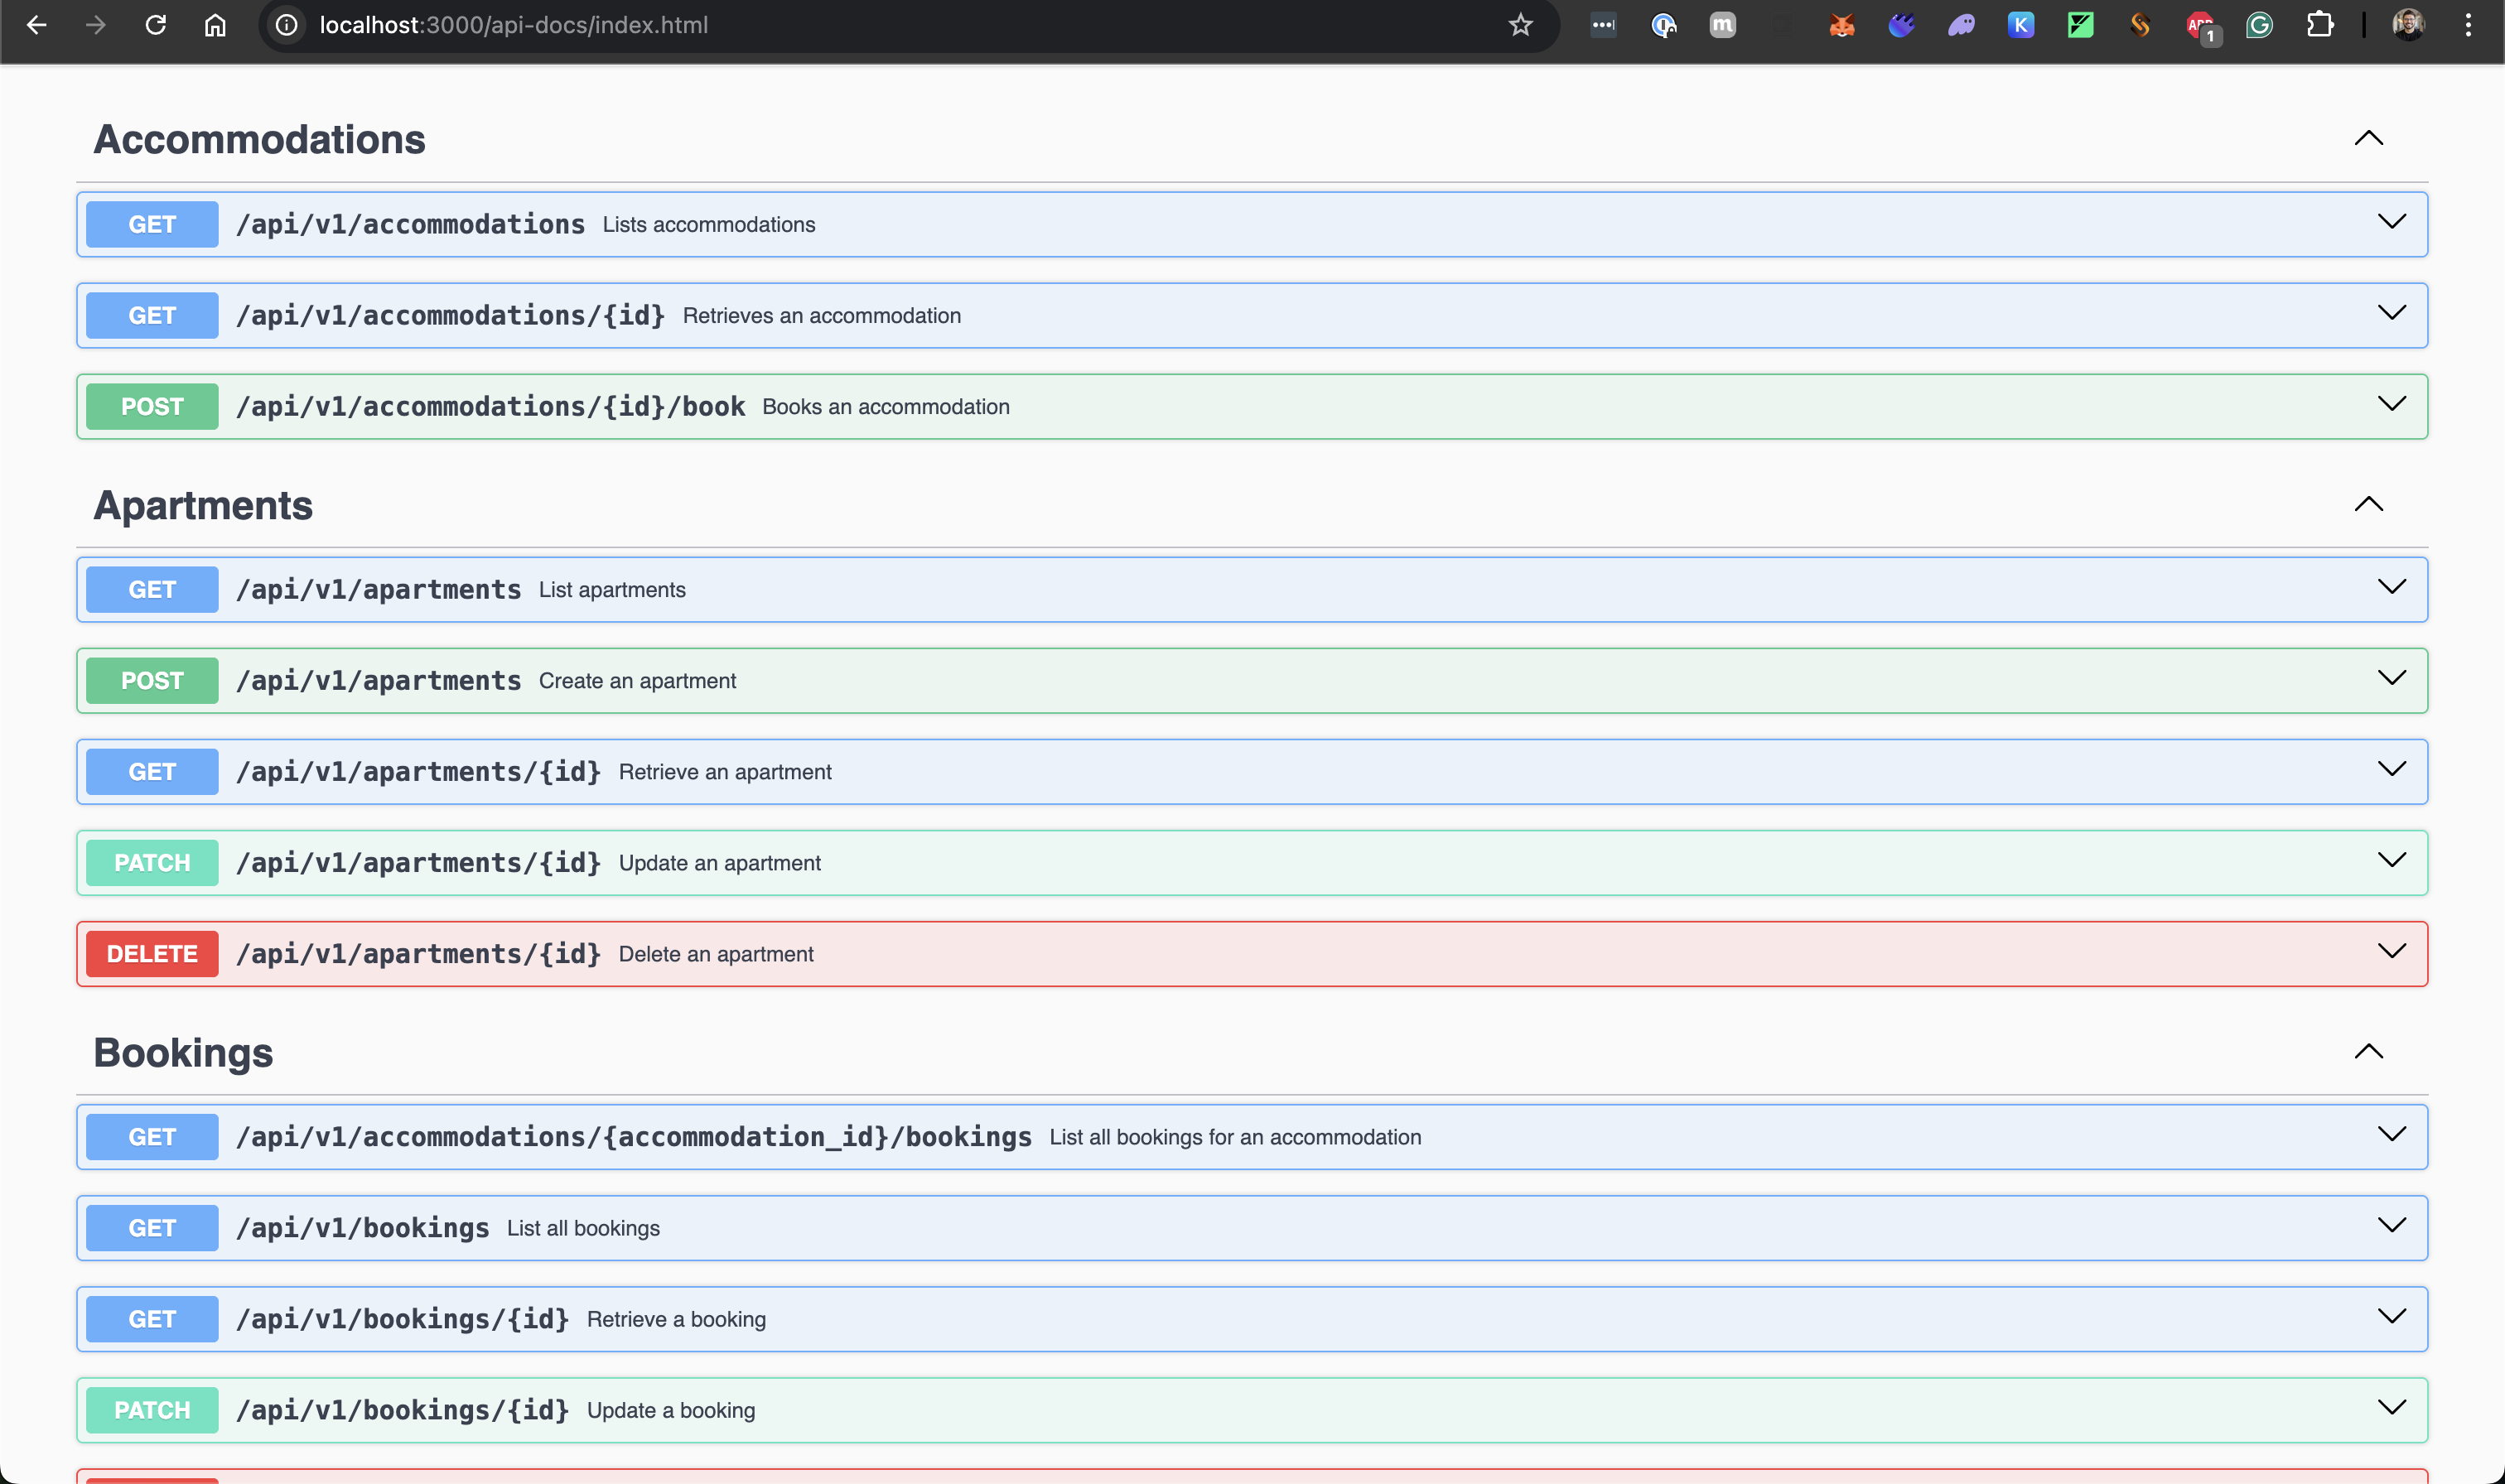 localhost:3000/api-docs/index.html
m
K
ABP
1
G
Accommodations
GET /api/v1/accommodations Lists accommodations
GET /api/v1/accommodations/{id} Retrieves an accommodation
POST /api/v1/accommodations/{id}/book Books an accommodation
Apartments
GET /api/v1/apartments List apartments
POST /api/v1/apartments Create an apartment
GET /api/v1/apartments/{id} Retrieve an apartment
PATCH /api/v1/apartments/{id} Update an apartment
DELETE /api/v1/apartments/{id} Delete an apartment
Bookings
GET /api/v1/accommodations/{accommodation_id}/bookings List all bookings for an accommodation
GET /api/v1/bookings List all bookings
GET /api/v1/bookings/{id} Retrieve a booking
PATCH /api/v1/bookings/{id} Update a booking